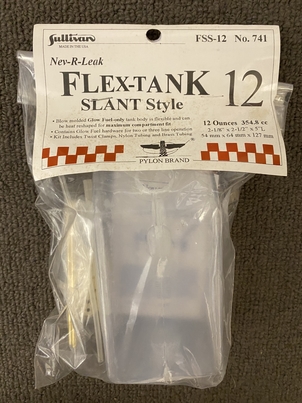 Sullivan
MADE IN THE USA
FSS-12 No. 741
Nev-R-Leak
FLEX-TANK 12
SLANT Style
• Blow molded Glow Fuel-only tank body is flexible and can
be heat reshaped for maximum compartment fit
• Contains Glow Fuel hardware for two or three line operation
• Kit Includes Twist Clamps, Nylon Tubing and Brass Tubing
12 Ounces 354.8 cc
2-1/8" x 2-1/2" x 5"L
54 mm x 64 mm x 127 mm
PYLON BRAND